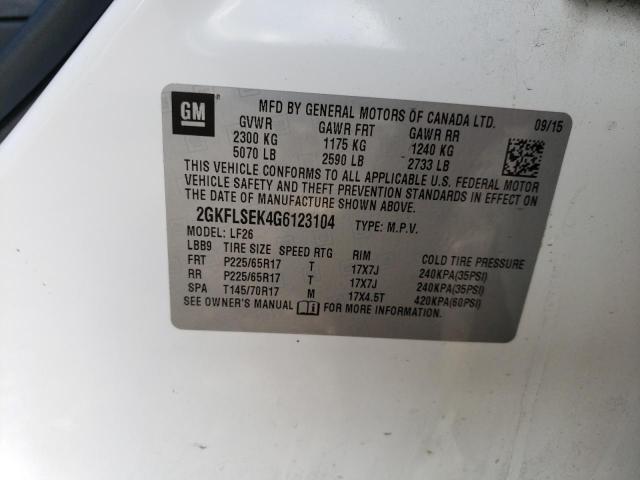 GM
MFD BY GENERAL MOTORS OF CANADA LTD.
09/15
GVWR GAWR FRT GAWR RR
2300 KG 1175 KG 1240 KG
5070 LB 2590 LB 2733 LB
THIS VEHICLE CONFORMS TO ALL APPLICABLE U.S. FEDERAL MOTOR
VEHICLE SAFETY AND THEFT PREVENTION STANDARDS IN EFFECT ON
THE DATE OF MANUFACTURE SHOWN ABOVE.
2GKFLSEK4G6123104 TYPE: M.P.V.
MODEL: LF26
LBB9 TIRE SIZE SPEED RTG RIM COLD TIRE PRESSURE
FRT P225/65R17 T 17X7J 240KPA(35PSI)
RR P225/65R17 T 17X7J 240KPA(35PSI)
SPA T145/70R17 M 17X4.5T 420KPA(60PSI)
SEE OWNER'S MANUAL FOR MORE INFORMATION.